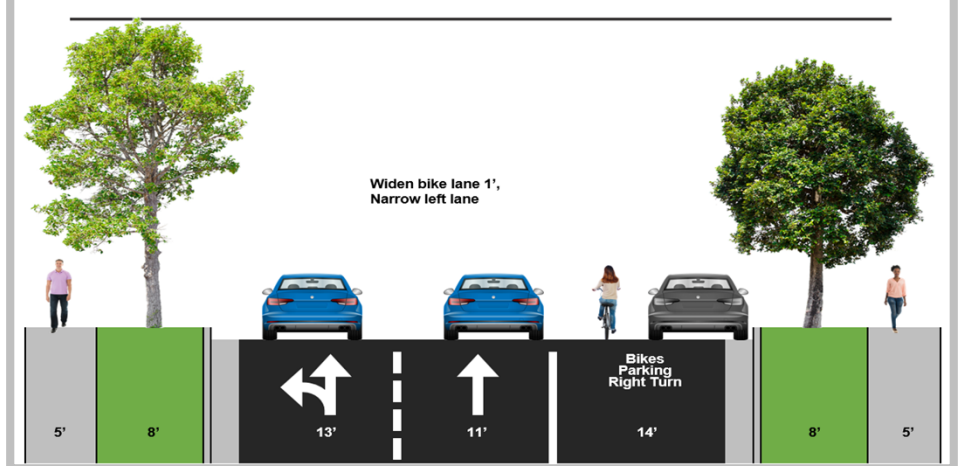 Widen bike lane 1’,
Narrow left lane
Bikes
Parking
Right Turn
5’
8’
13’
11’
14’
8’
5’